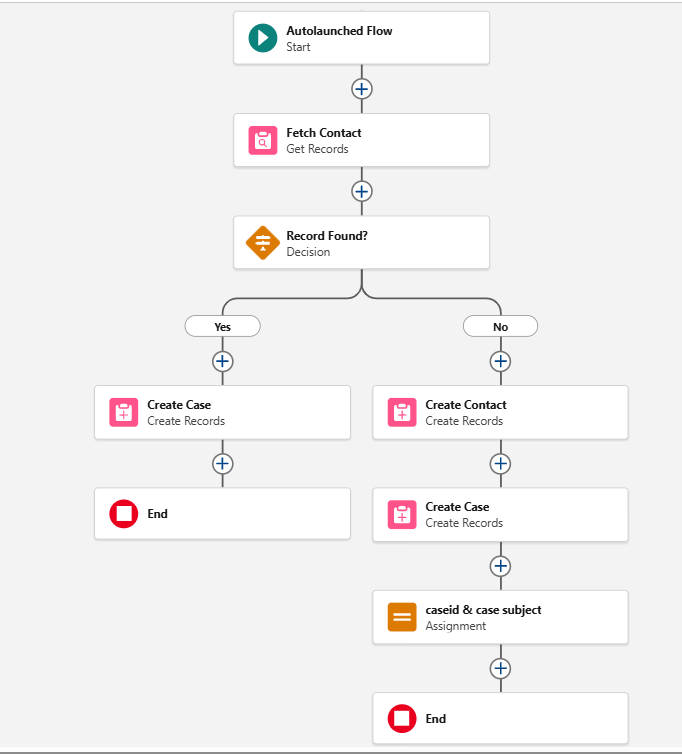 Autolaunched Flow
Start
Fetch Contact
Get Records
Record Found?
Decision
Yes
No
Create Case
Create Records
Create Contact
Create Records
End
Create Case
Create Records
caseid & case subject
Assignment
End